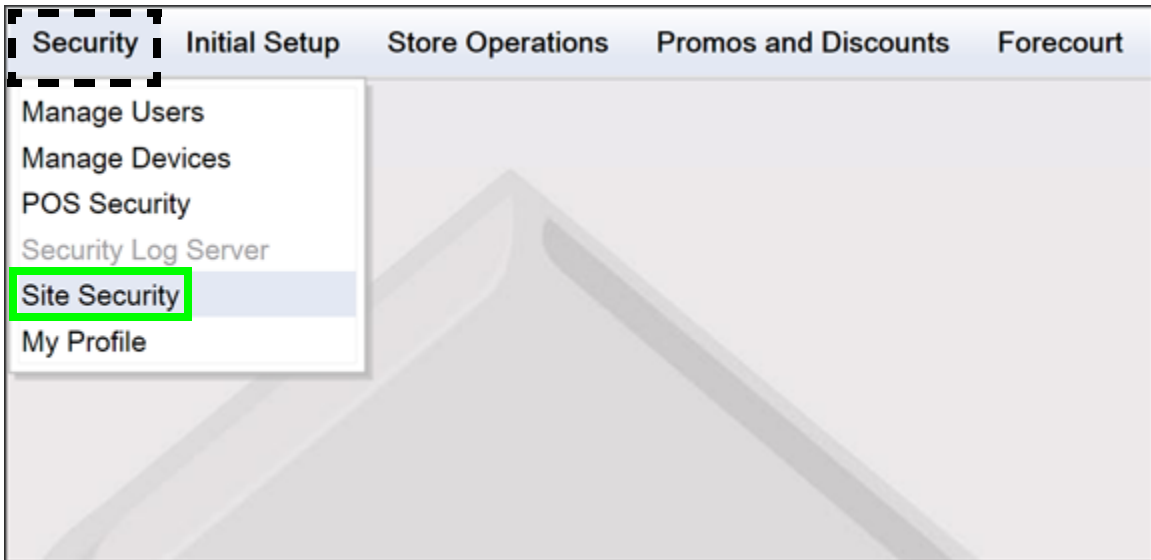 Security Initial Setup Store Operations Promos and Discounts Forecourt
Manage Users
Manage Devices
POS Security
Security Log Server
Site Security
My Profile